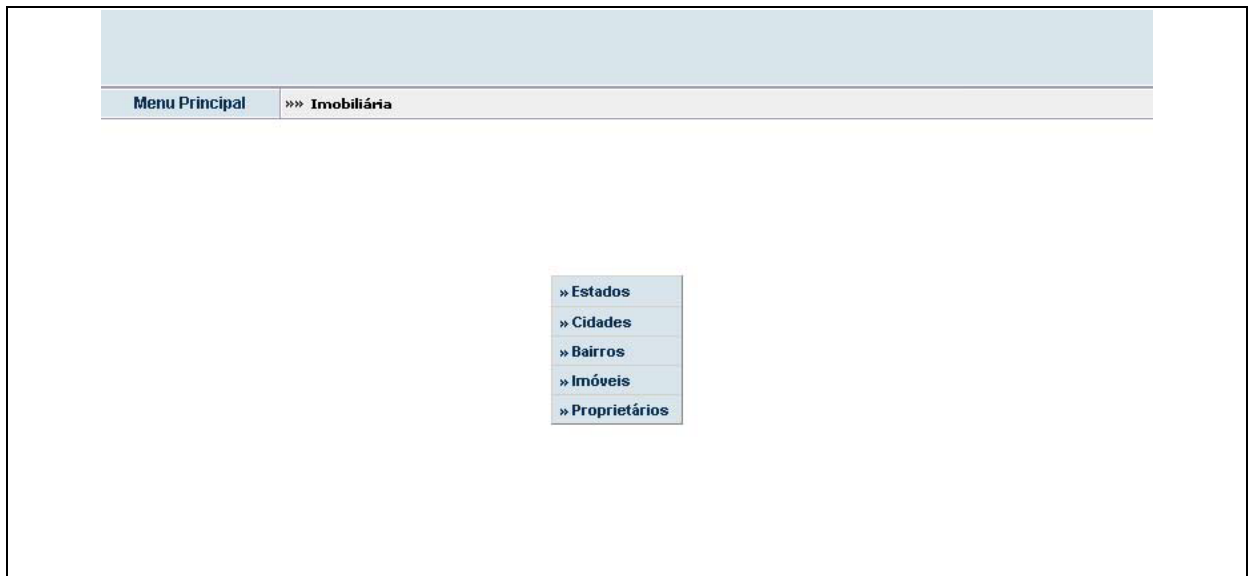 Menu Principal »» Imobiliária
» Estados
» Cidades
» Bairros
» Imóveis
» Proprietários